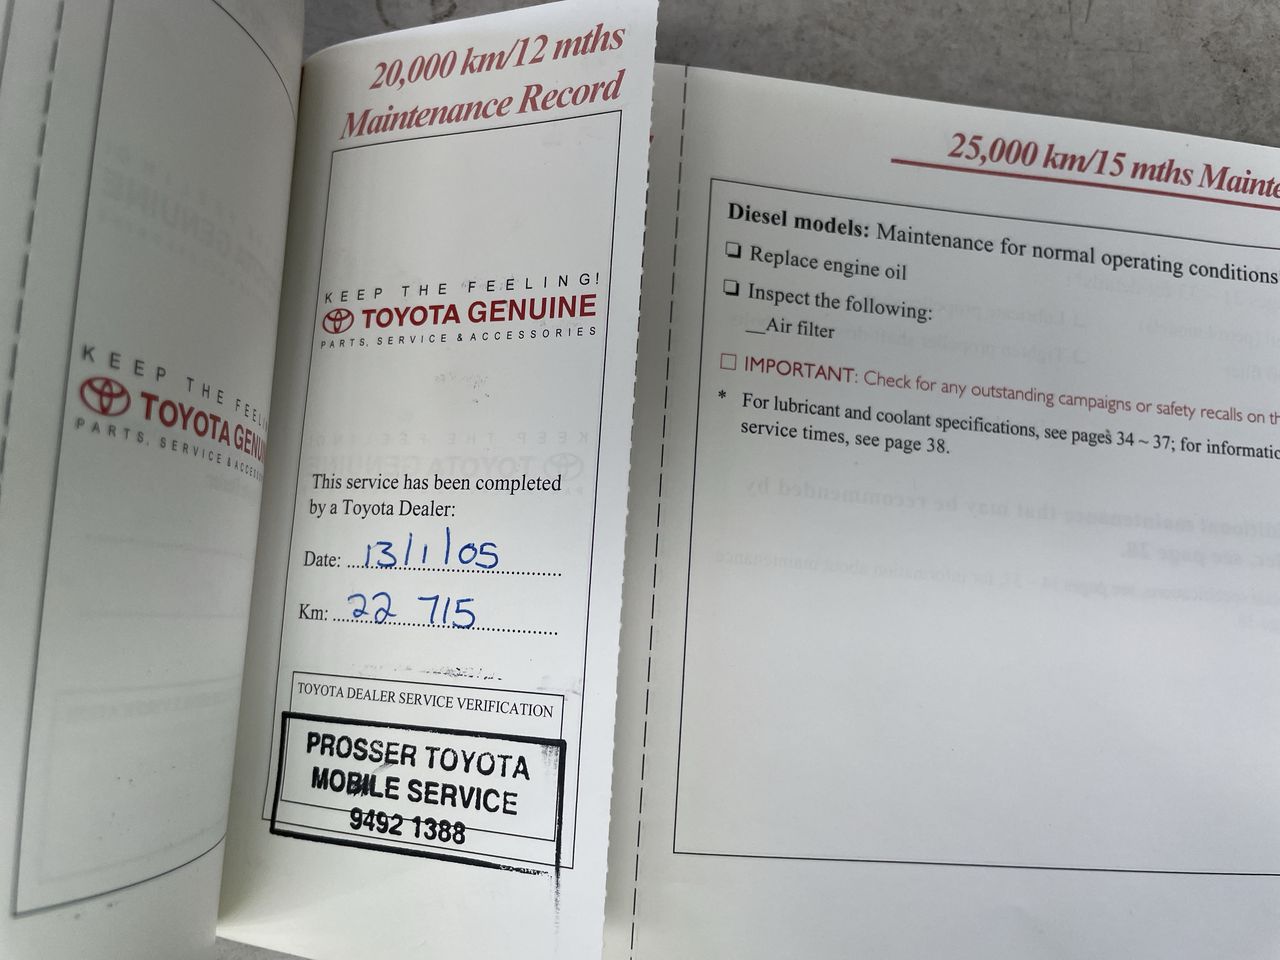 KEEP THE FEEL
TOYOTA GENU
PARTS, SERVICE & ACCESS
20,000 km/12 mths
Maintenance Record
KEEP THE FEELING!
TOYOTA GENUINE
PARTS, SERVICE & ACCESSORIES
This service has been completed
by a Toyota Dealer:
Date: 13/1/05
Km: 22 715
TOYOTA DEALER SERVICE VERIFICATION
PROSSER TOYOTA
MOBILE SERVICE
9492 1388
25,000 km/15 mths Mainte
Diesel models: Maintenance for normal operating conditions
❏ Replace engine oil
❏ Inspect the following:
__Air filter
☐ IMPORTANT: Check for any outstanding campaigns or safety recalls on th
* For lubricant and coolant specifications, see pages 34 ~ 37; for informatic
service times, see page 38.